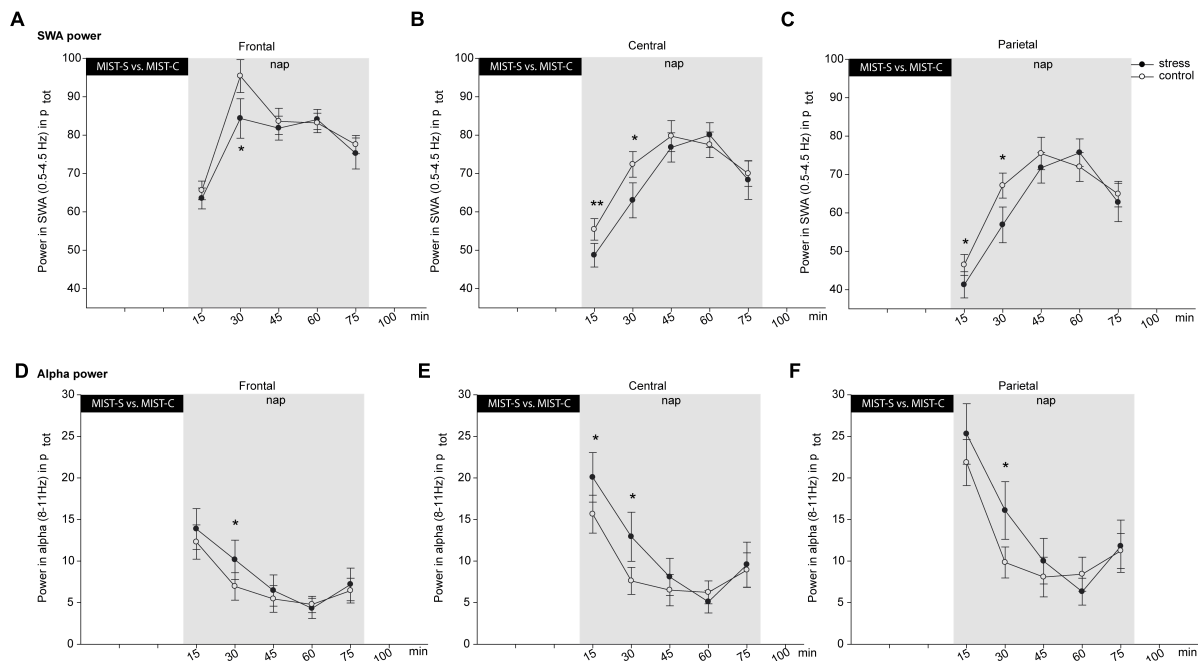 A
SWA power
Frontal
MIST-S vs. MIST-C
nap
Power in SWA (0.5-4.5 Hz) in p tot
100
90
80
70
60
50
40
*
15 30 45 60 75 100 min
B
Central
MIST-S vs. MIST-C
nap
Power in SWA (0.5-4.5 Hz) in p tot
100
90
80
70
60
50
40
** *
15 30 45 60 75 100 min
C
Parietal
MIST-S vs. MIST-C
nap
stress
control
Power in SWA (0.5-4.5 Hz) in p tot
100
90
80
70
60
50
40
* *
15 30 45 60 75 100 min
D
Alpha power
Frontal
MIST-S vs. MIST-C
nap
Power in alpha (8-11Hz) in p tot
30
25
20
15
10
5
0
*
15 30 45 60 75 100 min
E
Central
MIST-S vs. MIST-C
nap
Power in alpha (8-11Hz) in p tot
30
25
20
15
10
5
0
* *
15 30 45 60 75 100 min
F
Parietal
MIST-S vs. MIST-C
nap
Power in alpha (8-11Hz) in p tot
30
25
20
15
10
5
0
*
15 30 45 60 75 100 min